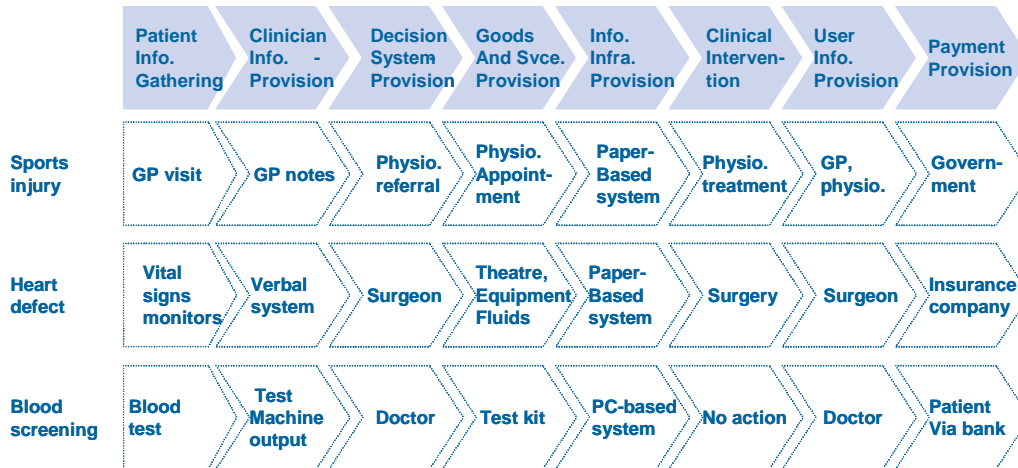 Patient
Info.
Gathering
Clinician
Info. -
Provision
Decision
System-
Provision
Goods
And Svce.
Provision
Info.
Infra.
Provision
Clinical
Interven-
tion
User
Info.
Provision
Payment
Provision
Sports
injury
GP visit
GP notes
Physio.
referral
Physio.
Appoint-
ment
Paper-
Based
system
Physio.
treatment
GP,
physio.
Govern-
ment
Heart
defect
Vital
signs
monitors
Verbal
system
Surgeon
Theatre,
Equipment
Fluids
Paper-
Based
system
Surgery
Surgeon
Insurance
company
Blood
screening
Blood
test
Test
Machine
output
Doctor
Test kit
PC-based
system
No action
Doctor
Patient
Via bank